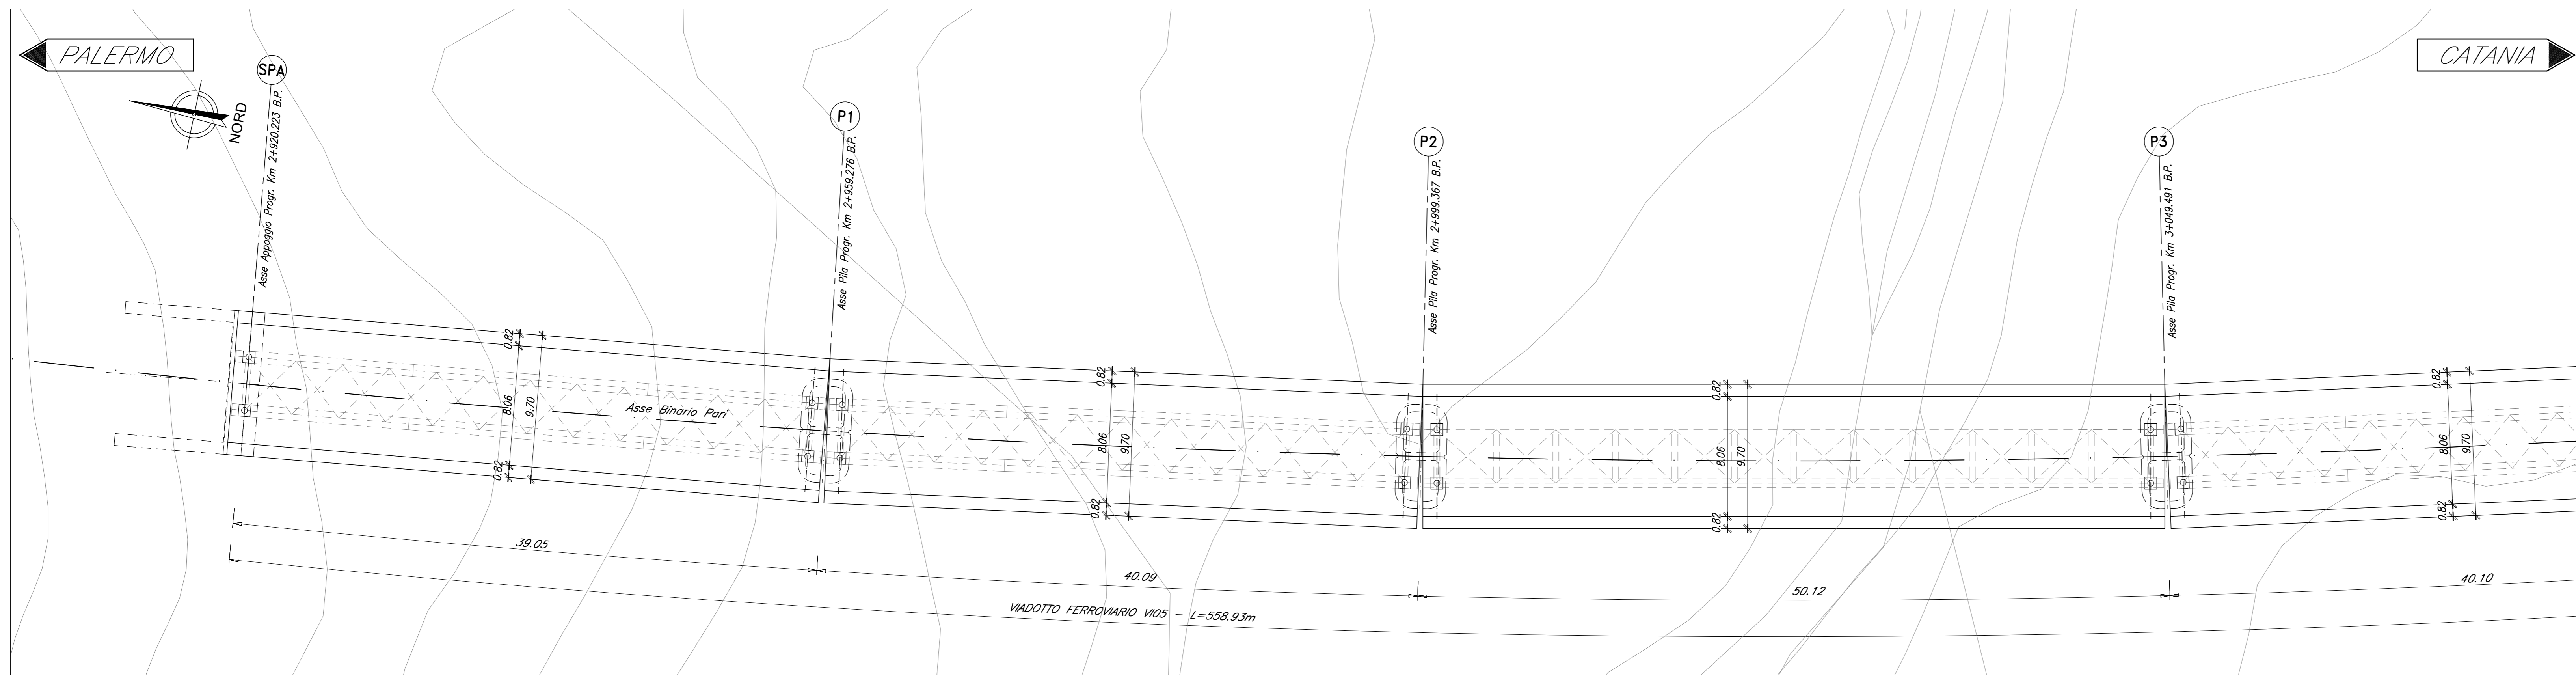 PALERMO
CATANIA
NORD
SPA
P1
P2
P3
Asse Appoggio Progr. Km 2+920.223 B.P.
Asse Pila Progr. Km 2+959.276 B.P.
Asse Pila Progr. Km 2+999.367 B.P.
Asse Pila Progr. Km 3+049.491 B.P.
0.82
8.06
9.70
0.82
Asse Binario Pari
0.82
8.06
9.70
0.82
0.82
8.06
9.70
0.82
0.82
8.06
9.70
0.82
39.05
40.09
50.12
40.10
VIADOTTO FERROVIARIO VI05 - L=558.93m